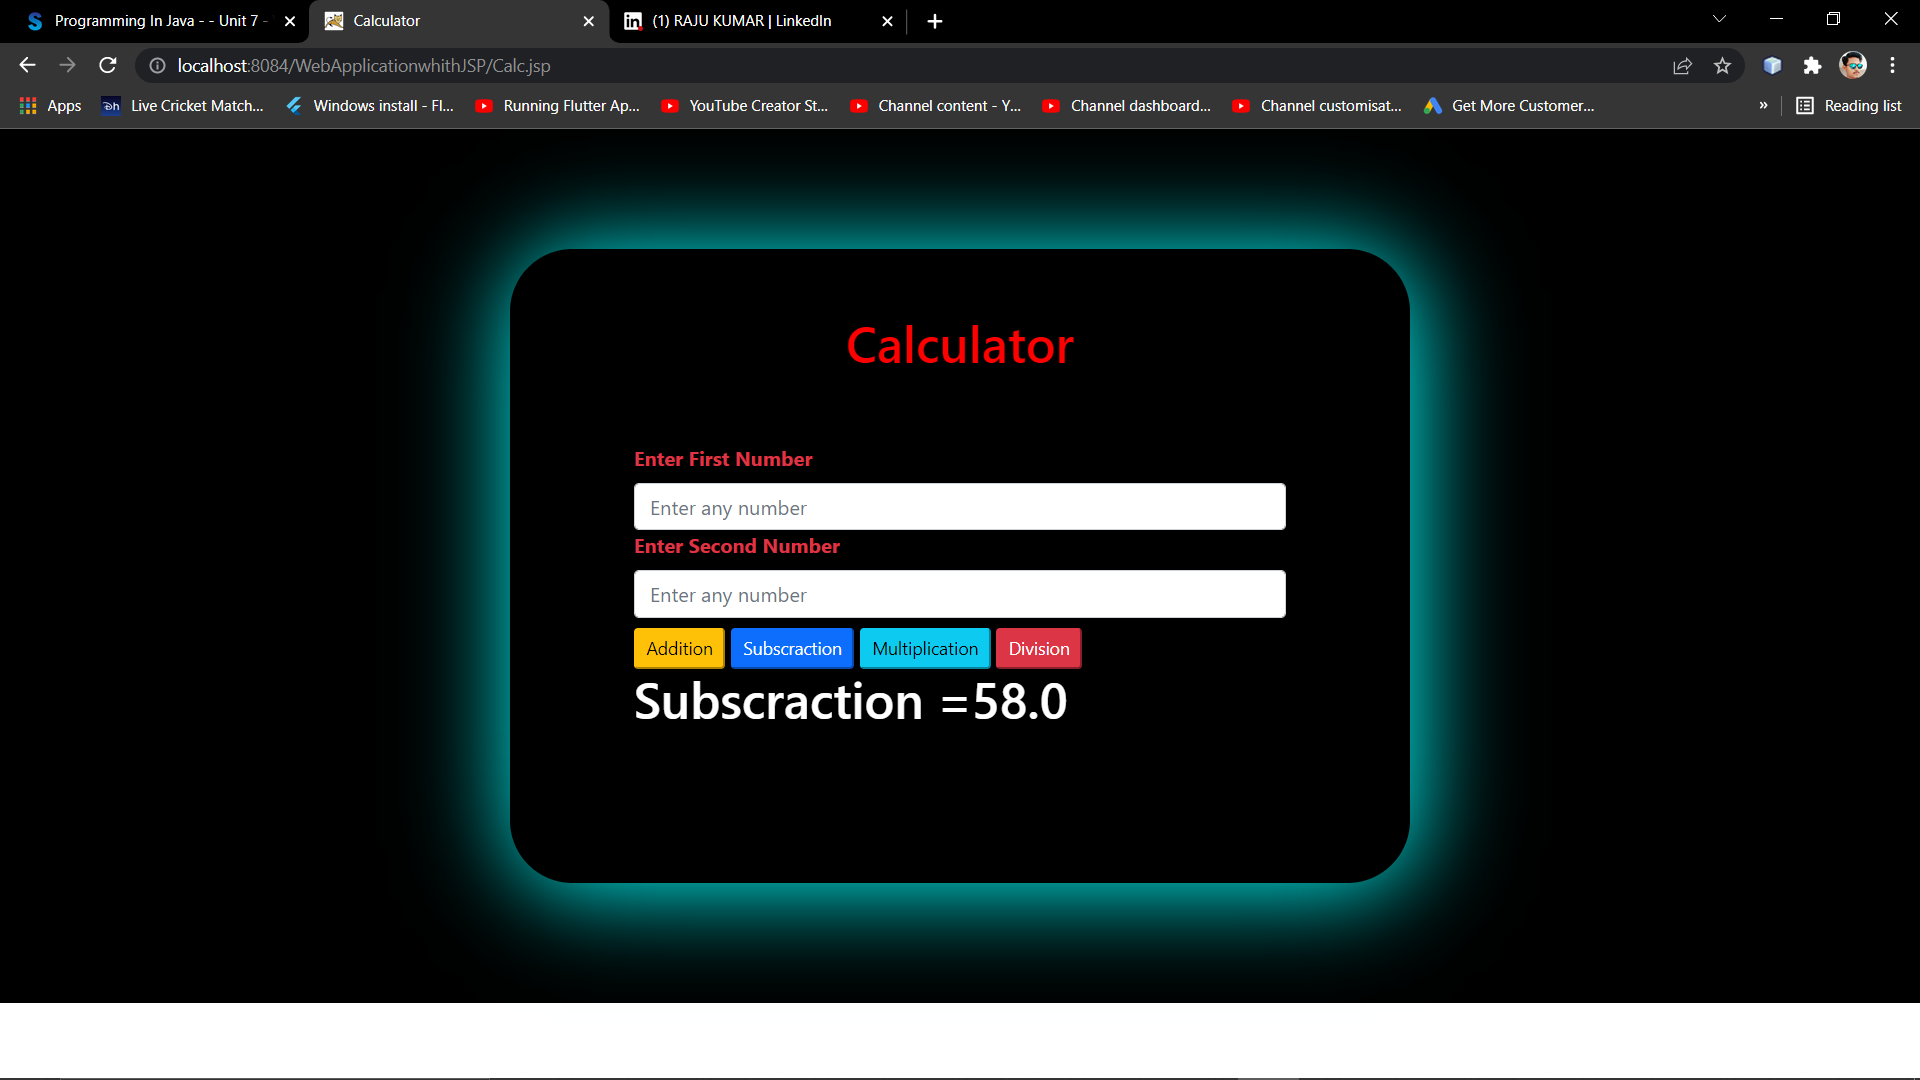 Programming In Java - - Unit 7 -
Calculator
(1) RAJU KUMAR | LinkedIn
localhost:8084/WebApplicationwhithJSP/Calc.jsp
Apps
Live Cricket Match...
Windows install - Fl...
Running Flutter Ap...
YouTube Creator St...
Channel content - Y...
Channel dashboard...
Channel customisat...
Get More Customer...
»
Reading list
Calculator
Enter First Number
Enter any number
Enter Second Number
Enter any number
Addition Subscraction Multiplication Division
Subscraction =58.0